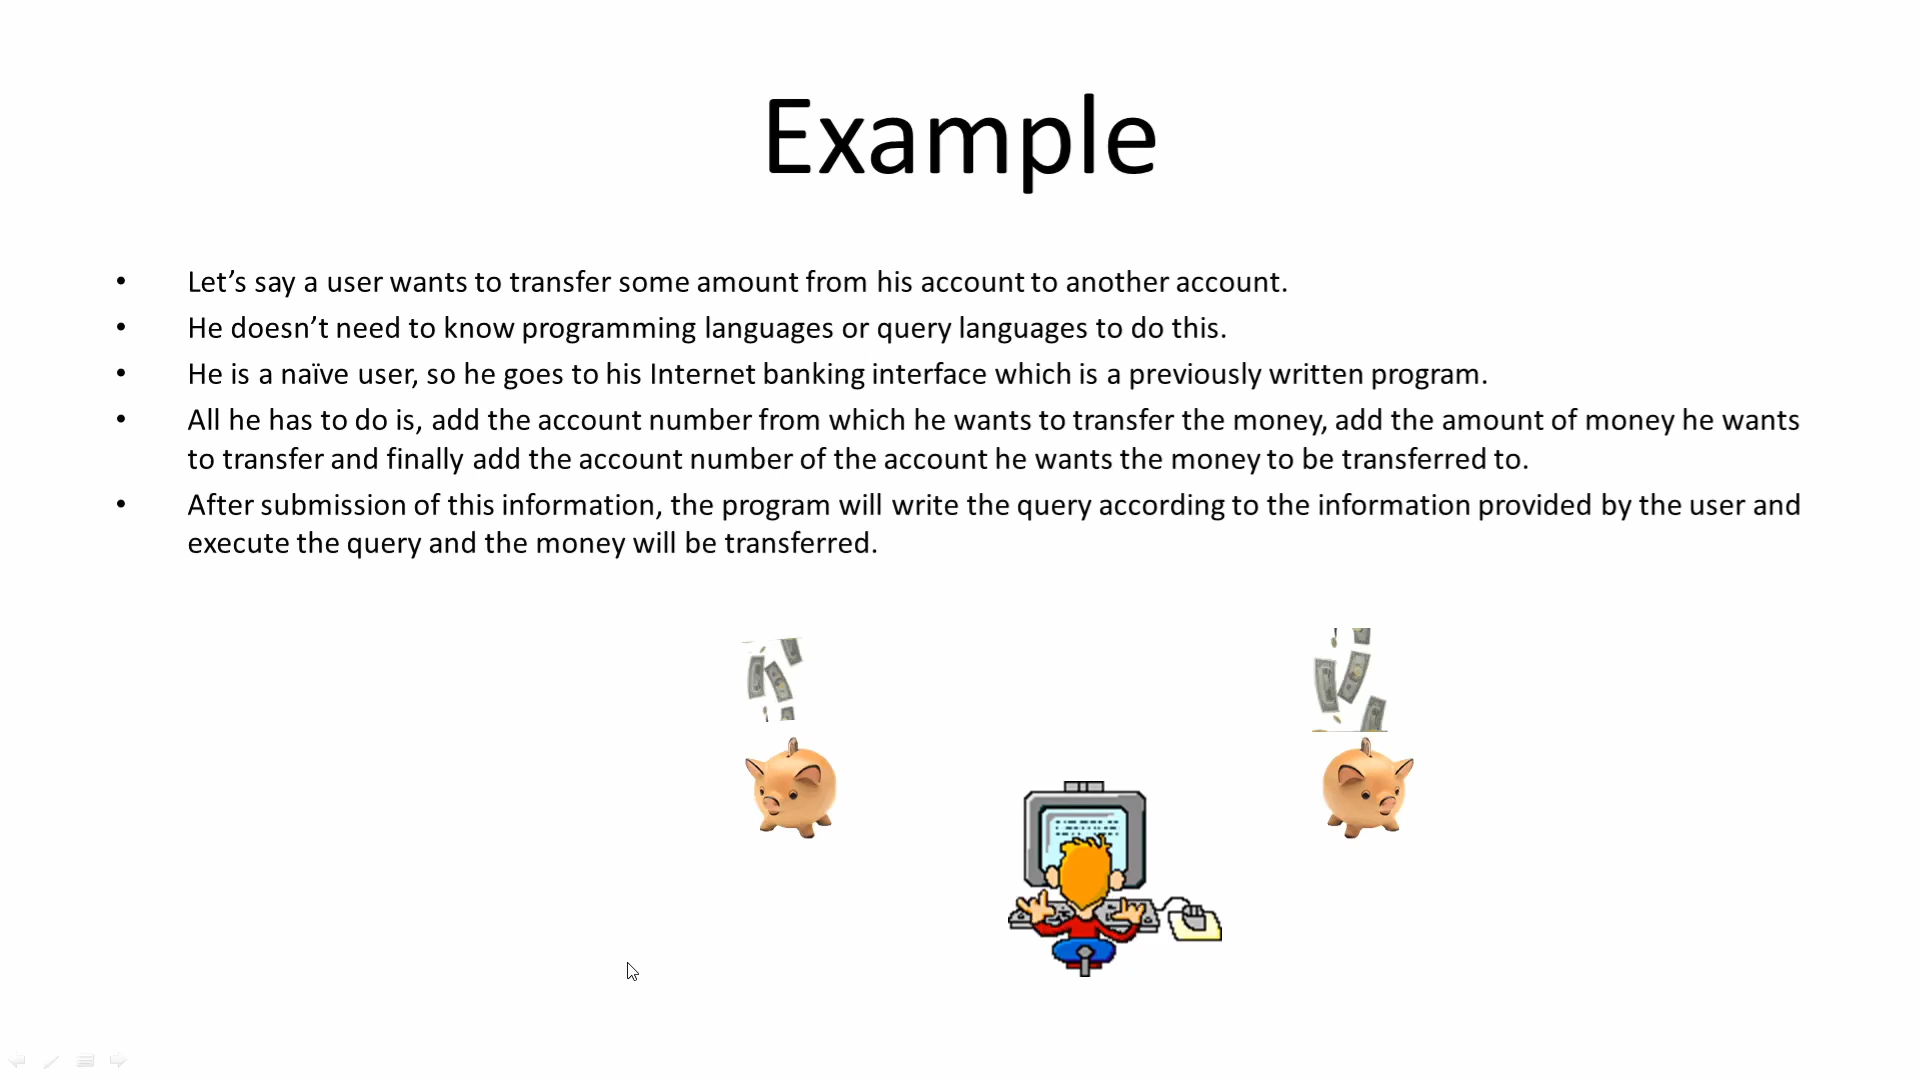 Example
• Let’s say a user wants to transfer some amount from his account to another account.
• He doesn’t need to know programming languages or query languages to do this.
• He is a naïve user, so he goes to his Internet banking interface which is a previously written program.
• All he has to do is, add the account number from which he wants to transfer the money, add the amount of money he wants
to transfer and finally add the account number of the account he wants the money to be transferred to.
• After submission of this information, the program will write the query according to the information provided by the user and
execute the query and the money will be transferred.